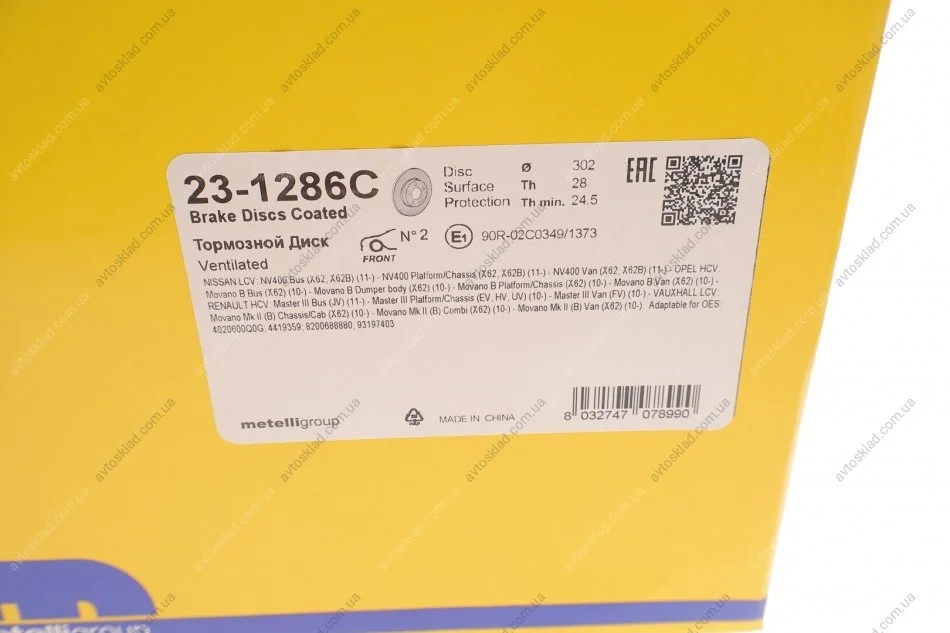 23-1286C
Brake Discs Coated
Disc
Surface
Protection
Ø 302
Th 28
Th min. 24.5
EAC
Тормозной Диск
Ventilated
FRONT
N° 2
E1 90R-02C0349/1373
NISSAN LCV: NV400 Bus (X62, X62B) (11-) - NV400 Platform/Chassis (X62, X62B) (11-) - NV400 Van (X62, X62B) (11-) - OPEL HCV:
Movano B Bus (X62) (10-) - Movano B Dumper body (X62) (10-) - Movano B Platform/Chassis (X62) (10-) - Movano B Van (X62) (10-) -
RENAULT HCV: Master III Bus (JV) (11-) - Master III Platform/Chassis (EV, HV, UV) (10-) - Master III Van (FV) (10-) - VAUXHALL LCV:
Movano Mk II (B) Chassis/Cab (X62) (10-) - Movano Mk II (B) Combi (X62) (10-) - Movano Mk II (B) Van (X62) (10-). Adaptable for OES:
4020600Q0G; 4419359; 8200688880; 93197403
metelligroup
MADE IN CHINA
8 032747 078990
metelligroup
avtosklad.com.ua